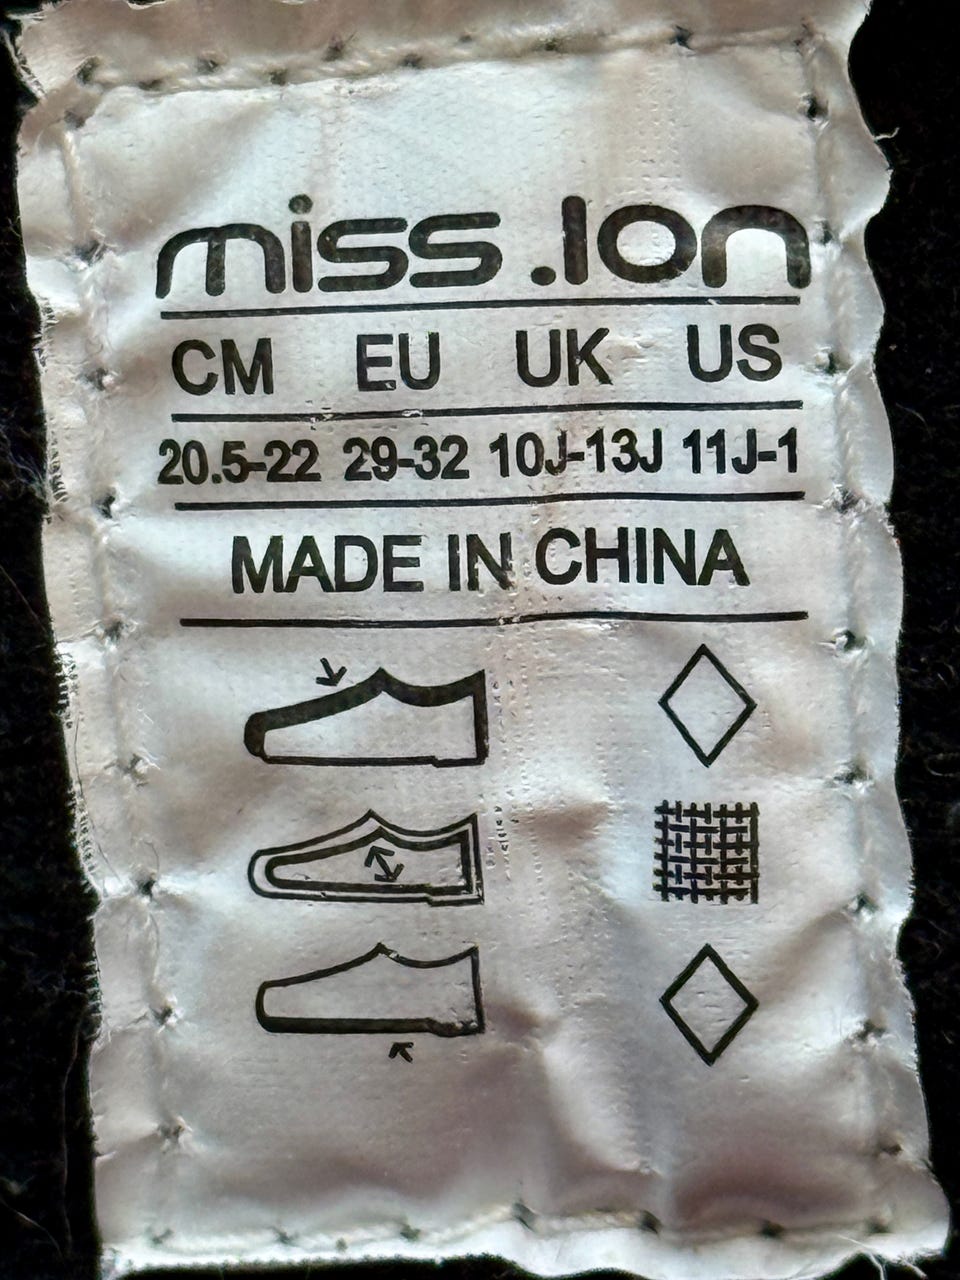 miss.ion
CM EU UK US
20.5-22 29-32 10J-13J 11J-1
MADE IN CHINA